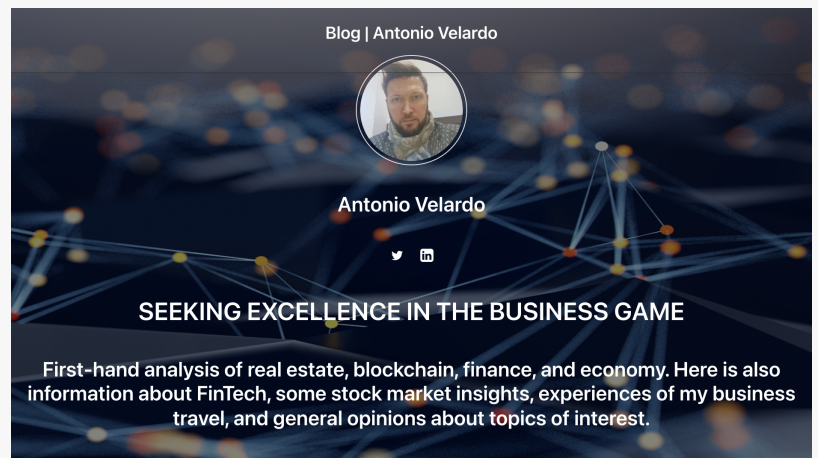 Blog | Antonio Velardo
Antonio Velardo
SEEKING EXCELLENCE IN THE BUSINESS GAME
First-hand analysis of real estate, blockchain, finance, and economy. Here is also
information about FinTech, some stock market insights, experiences of my business
travel, and general opinions about topics of interest.